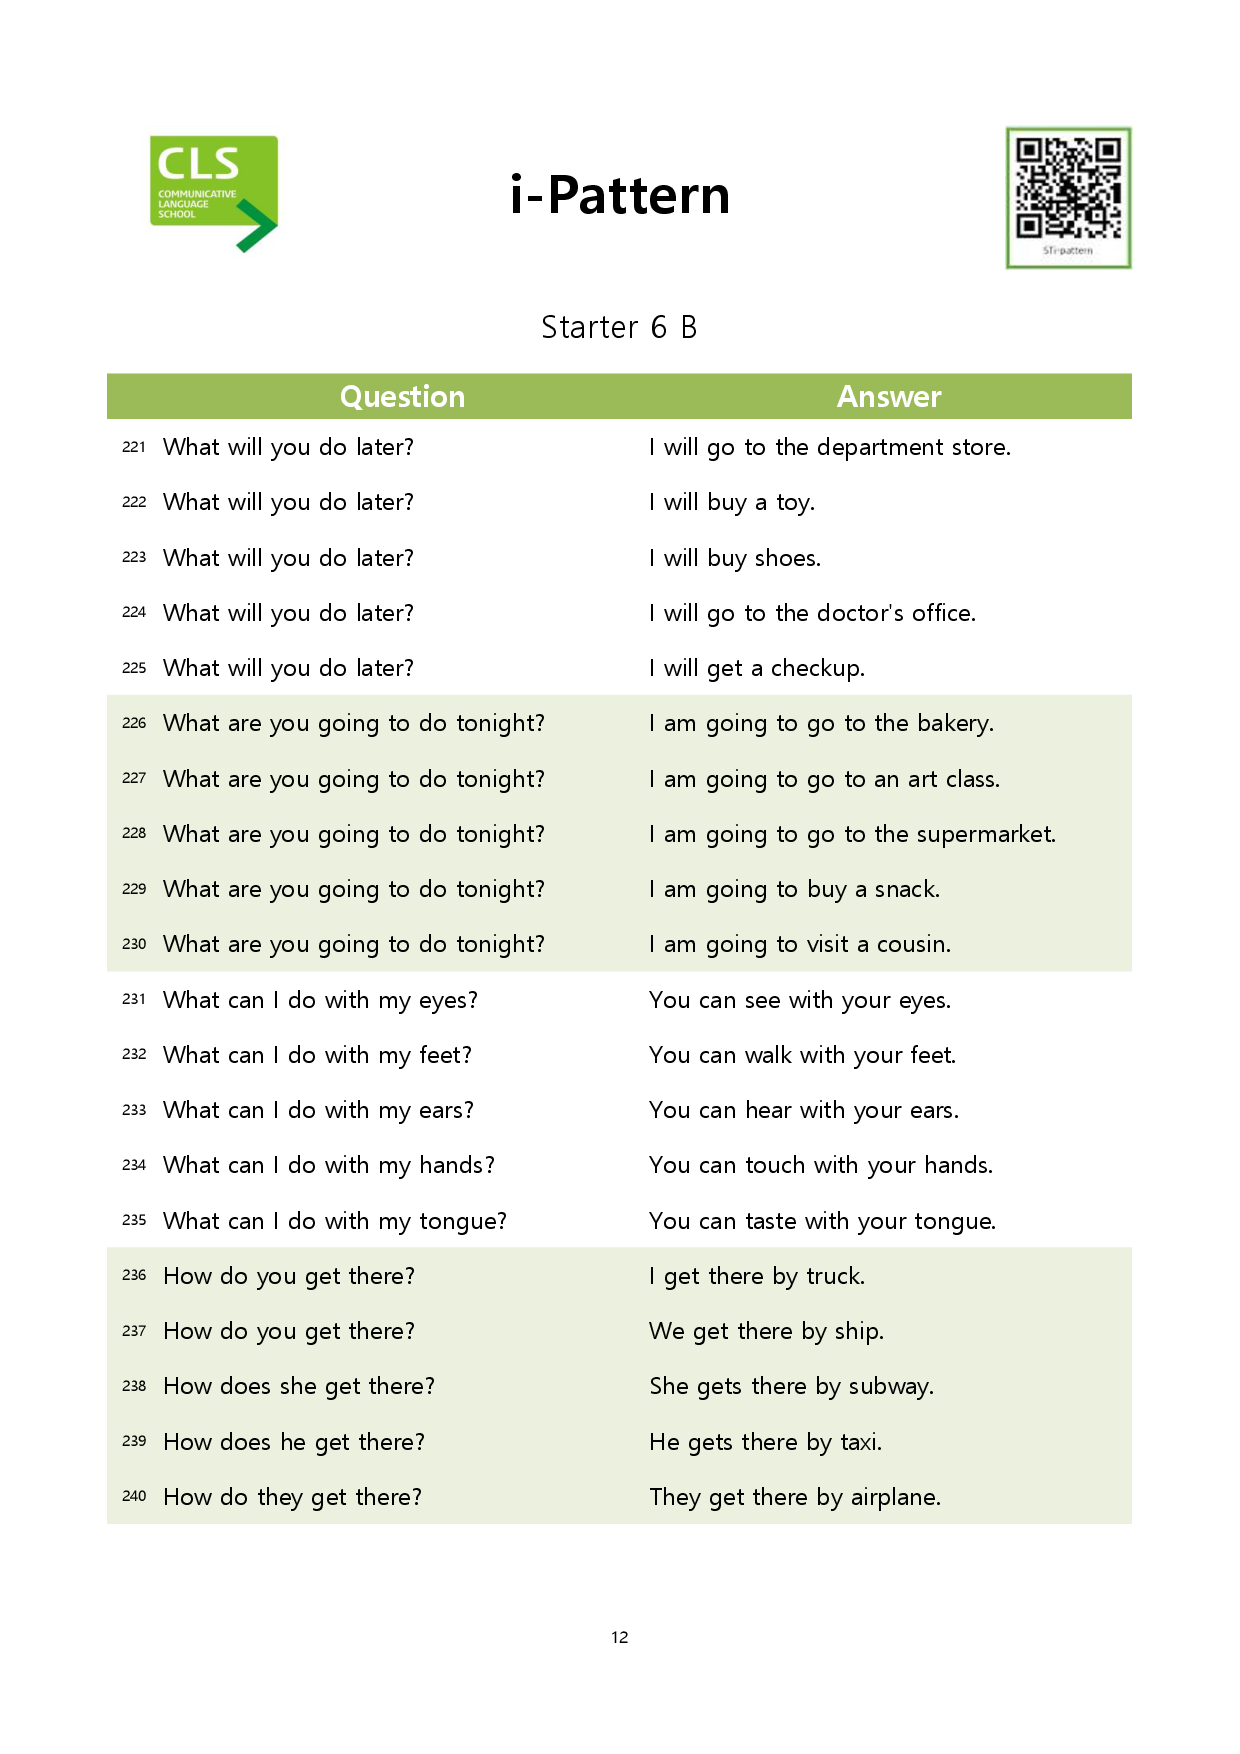 CLS
COMMUNICATIVE
LANGUAGE
SCHOOL
i-Pattern
STi-pattern
Starter 6 B
Question Answer
221 What will you do later? I will go to the department store.
222 What will you do later? I will buy a toy.
223 What will you do later? I will buy shoes.
224 What will you do later? I will go to the doctor's office.
225 What will you do later? I will get a checkup.
226 What are you going to do tonight? I am going to go to the bakery.
227 What are you going to do tonight? I am going to go to an art class.
228 What are you going to do tonight? I am going to go to the supermarket.
229 What are you going to do tonight? I am going to buy a snack.
230 What are you going to do tonight? I am going to visit a cousin.
231 What can I do with my eyes? You can see with your eyes.
232 What can I do with my feet? You can walk with your feet.
233 What can I do with my ears? You can hear with your ears.
234 What can I do with my hands? You can touch with your hands.
235 What can I do with my tongue? You can taste with your tongue.
236 How do you get there? I get there by truck.
237 How do you get there? We get there by ship.
238 How does she get there? She gets there by subway.
239 How does he get there? He gets there by taxi.
240 How do they get there? They get there by airplane.
12